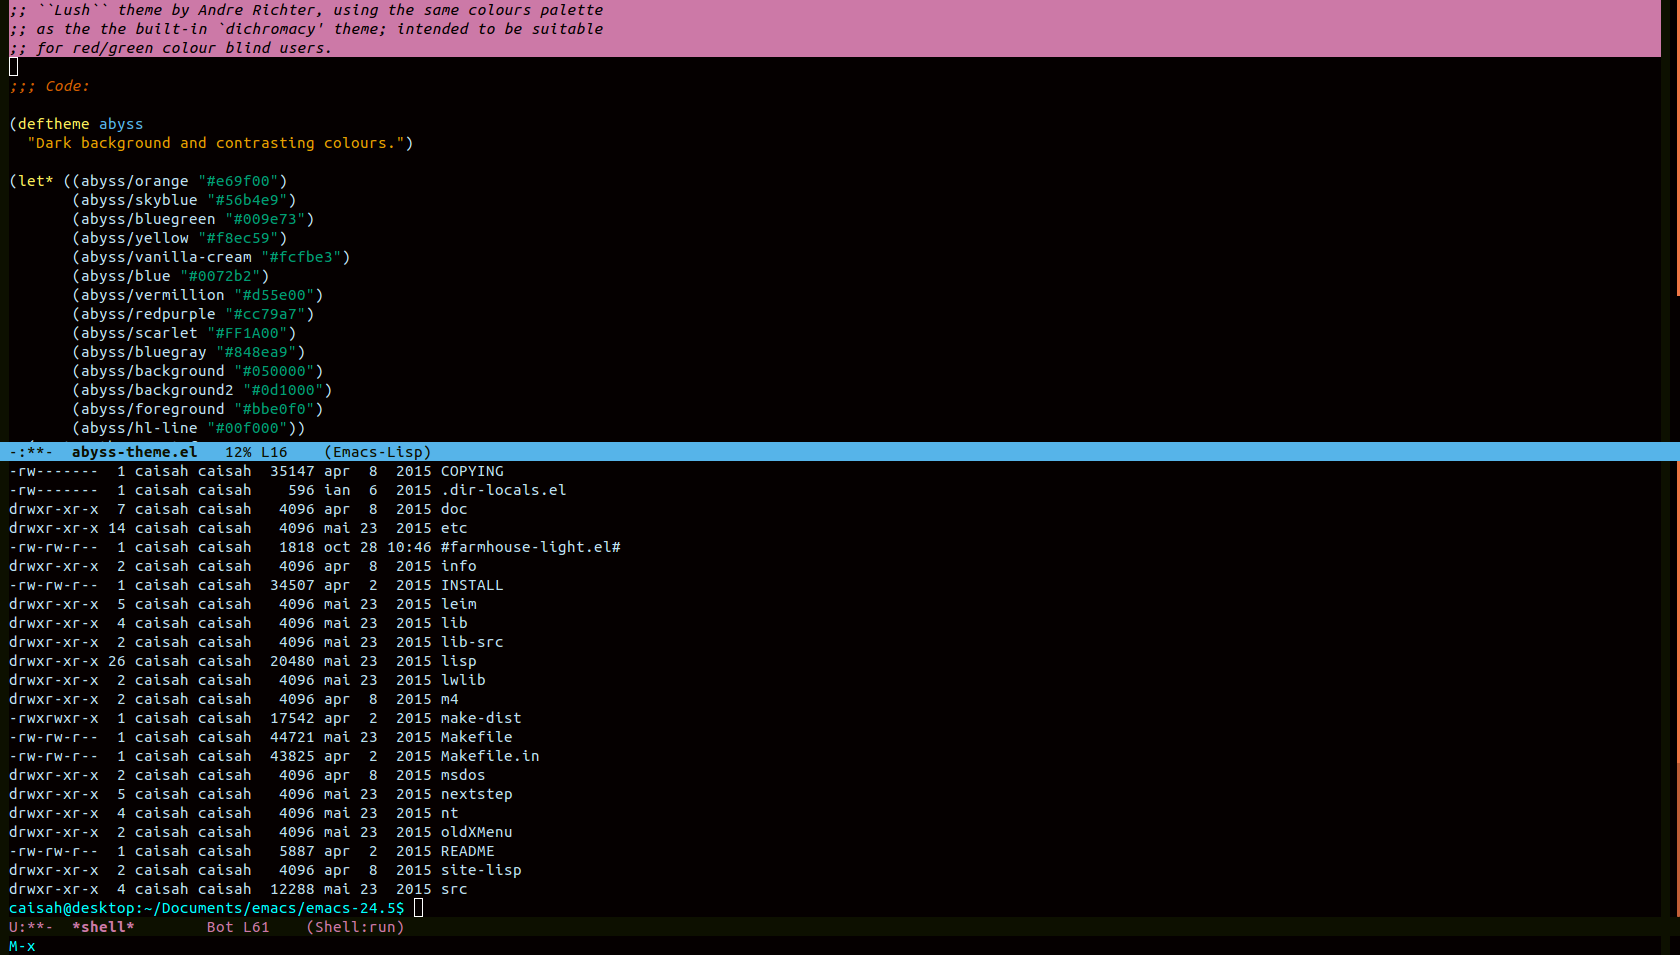 ;; ``Lush`` theme by Andre Richter, using the same colours palette
;; as the the built-in `dichromacy' theme; intended to be suitable
;; for red/green colour blind users.
;;; Code:
(deftheme abyss
  "Dark background and contrasting colours.")
(let* ((abyss/orange "#e69f00")
       (abyss/skyblue "#56b4e9")
       (abyss/bluegreen "#009e73")
       (abyss/yellow "#f8ec59")
       (abyss/vanilla-cream "#fcfbe3")
       (abyss/blue "#0072b2")
       (abyss/vermillion "#d55e00")
       (abyss/redpurple "#cc79a7")
       (abyss/scarlet "#FF1A00")
       (abyss/bluegray "#848ea9")
       (abyss/background "#050000")
       (abyss/background2 "#0d1000")
       (abyss/foreground "#bbe0f0")
       (abyss/hl-line "#00f000"))
-:**-  abyss-theme.el   12% L16    (Emacs-Lisp)
-rw-------  1 caisah caisah  35147 apr  8  2015 COPYING
-rw-------  1 caisah caisah    596 ian  6  2015 .dir-locals.el
drwxr-xr-x  7 caisah caisah   4096 apr  8  2015 doc
drwxr-xr-x 14 caisah caisah   4096 mai 23  2015 etc
-rw-rw-r--  1 caisah caisah   1818 oct 28 10:46 #farmhouse-light.el#
drwxr-xr-x  2 caisah caisah   4096 apr  8  2015 info
-rw-rw-r--  1 caisah caisah  34507 apr  2  2015 INSTALL
drwxr-xr-x  5 caisah caisah   4096 mai 23  2015 leim
drwxr-xr-x  4 caisah caisah   4096 mai 23  2015 lib
drwxr-xr-x  2 caisah caisah   4096 mai 23  2015 lib-src
drwxr-xr-x 26 caisah caisah  20480 mai 23  2015 lisp
drwxr-xr-x  2 caisah caisah   4096 mai 23  2015 lwlib
drwxr-xr-x  2 caisah caisah   4096 apr  8  2015 m4
-rwxrwxr-x  1 caisah caisah  17542 apr  2  2015 make-dist
-rw-rw-r--  1 caisah caisah  44721 mai 23  2015 Makefile
-rw-rw-r--  1 caisah caisah  43825 apr  2  2015 Makefile.in
drwxr-xr-x  2 caisah caisah   4096 apr  8  2015 msdos
drwxr-xr-x  5 caisah caisah   4096 mai 23  2015 nextstep
drwxr-xr-x  4 caisah caisah   4096 mai 23  2015 nt
drwxr-xr-x  2 caisah caisah   4096 mai 23  2015 oldXMenu
-rw-rw-r--  1 caisah caisah   5887 apr  2  2015 README
drwxr-xr-x  2 caisah caisah   4096 apr  8  2015 site-lisp
drwxr-xr-x  4 caisah caisah  12288 mai 23  2015 src
caisah@desktop:~/Documents/emacs/emacs-24.5$
U:**-  *shell*        Bot L61    (Shell:run)
M-x